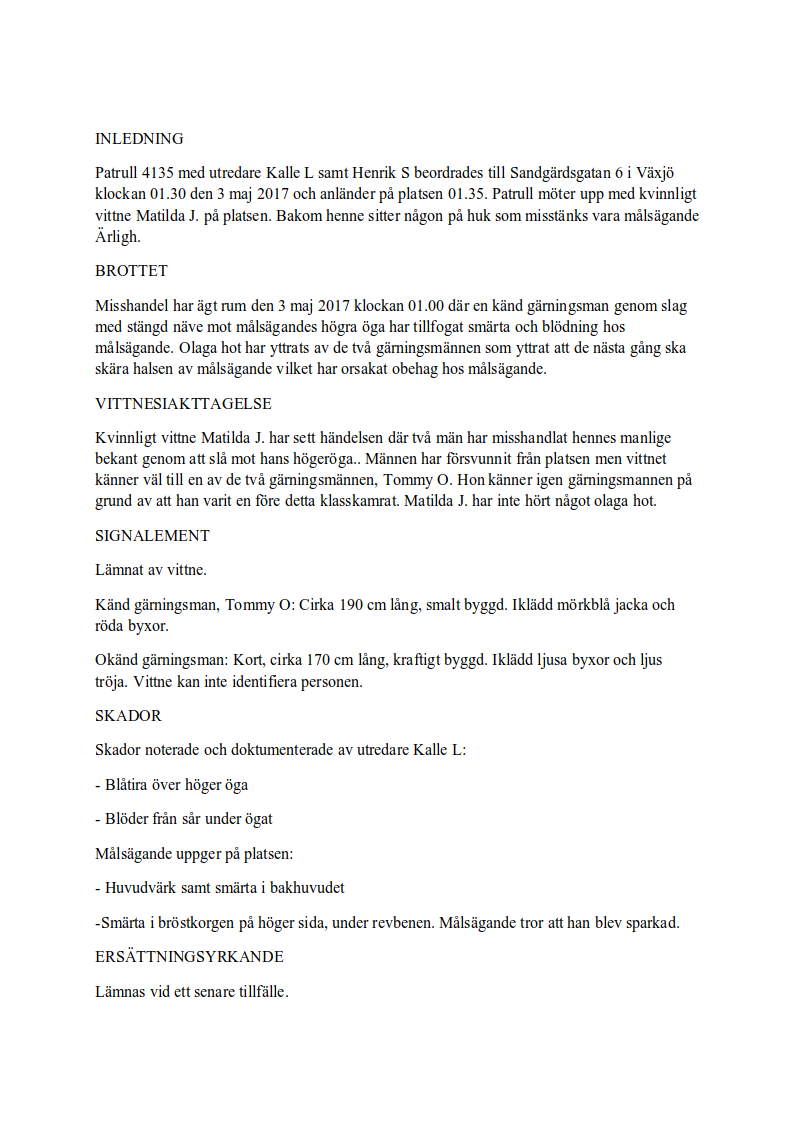 INLEDNING
Patrull 4135 med utredare Kalle L samt Henrik S beordrades till Sandgärdsgatan 6 i Växjö
klockan 01.30 den 3 maj 2017 och anländer på platsen 01.35. Patrull möter upp med kvinnligt
vittne Matilda J. på platsen. Bakom henne sitter någon på huk som misstänks vara målsägande
Ärligh.
BROTTET
Misshandel har ägt rum den 3 maj 2017 klockan 01.00 där en känd gärningsman genom slag
med stängd näve mot målsägandes högra öga har tillfogat smärta och blödning hos
målsägande. Olaga hot har yttrats av de två gärningsmännen som yttrat att de nästa gång ska
skära halsen av målsägande vilket har orsakat obehag hos målsägande.
VITTNESIAKTTAGELSE
Kvinnligt vittne Matilda J. har sett händelsen där två män har misshandlat hennes manlige
bekant genom att slå mot hans högeröga.. Männen har försvunnit från platsen men vittnet
känner väl till en av de två gärningsmännen, Tommy O. Hon känner igen gärningsmannen på
grund av att han varit en före detta klasskamrat. Matilda J. har inte hört något olaga hot.
SIGNALEMENT
Lämnat av vittne.
Känd gärningsman, Tommy O: Cirka 190 cm lång, smalt byggd. Iklädd mörkblå jacka och
röda byxor.
Okänd gärningsman: Kort, cirka 170 cm lång, kraftigt byggd. Iklädd ljusa byxor och ljus
tröja. Vittne kan inte identifiera personen.
SKADOR
Skador noterade och doktumenterade av utredare Kalle L:
- Blåtira över höger öga
- Blöder från sår under ögat
Målsägande uppger på platsen:
- Huvudvärk samt smärta i bakhuvudet
-Smärta i bröstkorgen på höger sida, under revbenen. Målsägande tror att han blev sparkad.
ERSÄTTNINGSYRKANDE
Lämnas vid ett senare tillfälle.